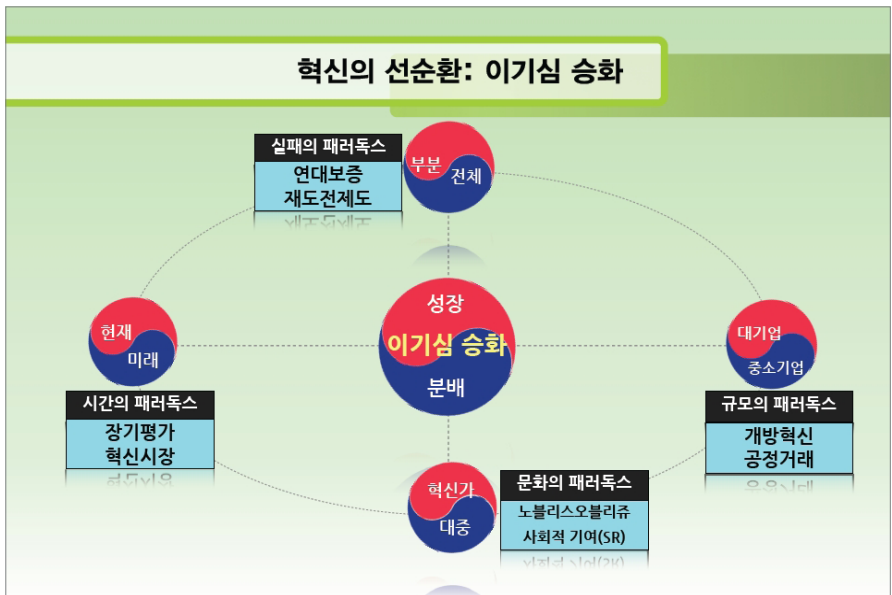 혁신의 선순환: 이기심 승화
실패의 패러독스
연대보증
재도전제도
부분
전체
현재
미래
시간의 패러독스
장기평가
혁신시장
성장
이기심 승화
분배
대기업
중소기업
규모의 패러독스
개방혁신
공정거래
혁신가
대중
문화의 패러독스
노블리스오블리쥬
사회적 기여(SR)